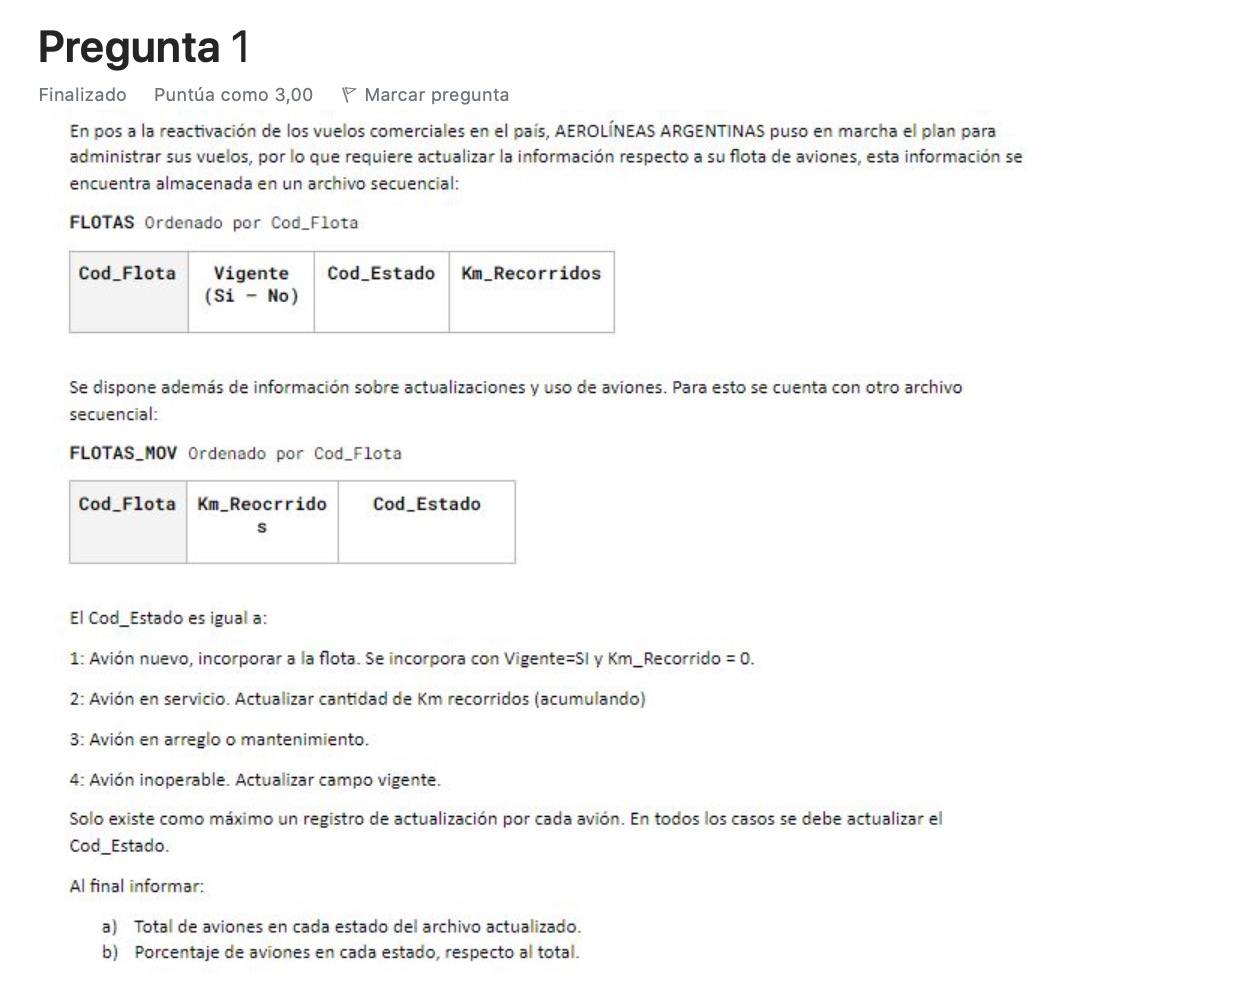 Pregunta 1
Finalizado Puntúa como 3,00 Marcar pregunta
En pos a la reactivación de los vuelos comerciales en el país, AEROLÍNEAS ARGENTINAS puso en marcha el plan para
administrar sus vuelos, por lo que requiere actualizar la información respecto a su flota de aviones, esta información se
encuentra almacenada en un archivo secuencial:
FLOTAS Ordenado por Cod_Flota
Cod_Flota Vigente Cod_Estado Km_Recorridos
(Si – No)
Se dispone además de información sobre actualizaciones y uso de aviones. Para esto se cuenta con otro archivo
secuencial:
FLOTAS_MOV Ordenado por Cod_Flota
Cod_Flota Km_Reocrrido Cod_Estado
s
El Cod_Estado es igual a:
1: Avión nuevo, incorporar a la flota. Se incorpora con Vigente=SI y Km_Recorrido = 0.
2: Avión en servicio. Actualizar cantidad de Km recorridos (acumulando)
3: Avión en arreglo o mantenimiento.
4: Avión inoperable. Actualizar campo vigente.
Solo existe como máximo un registro de actualización por cada avión. En todos los casos se debe actualizar el
Cod_Estado.
Al final informar:
a) Total de aviones en cada estado del archivo actualizado.
b) Porcentaje de aviones en cada estado, respecto al total.